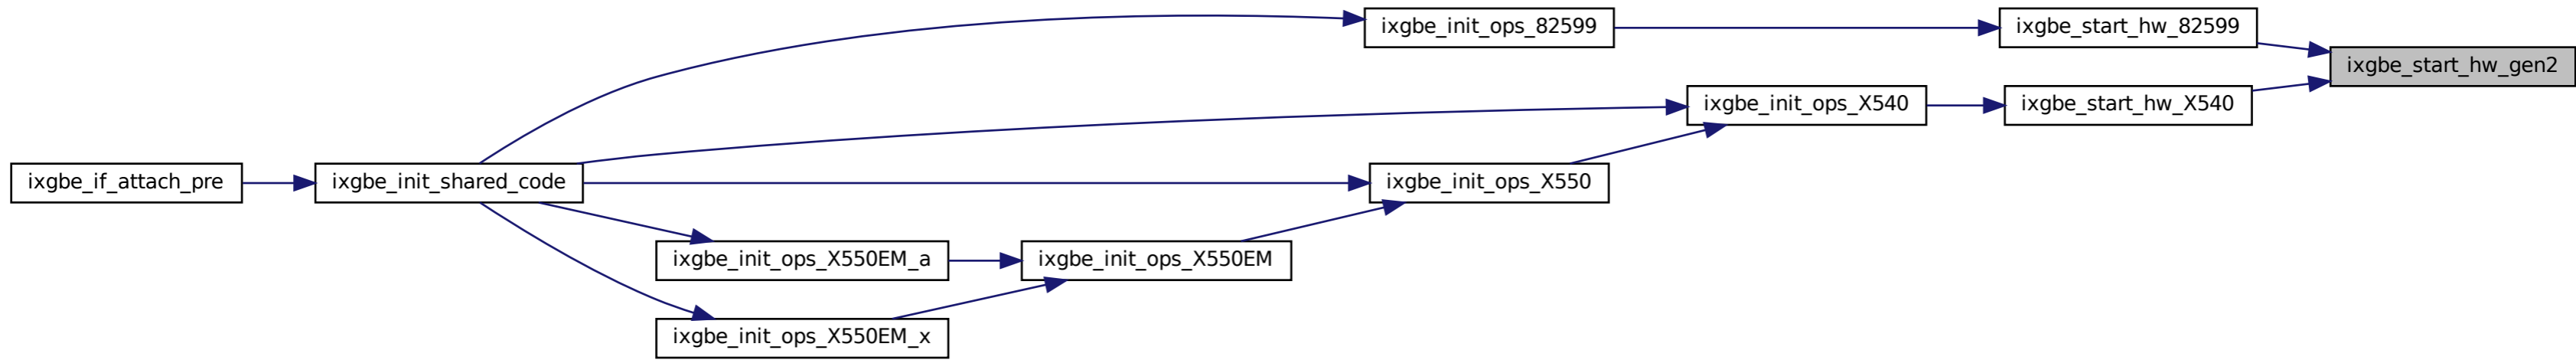 ixgbe_init_ops_82599
ixgbe_start_hw_82599
ixgbe_start_hw_gen2
ixgbe_init_ops_X540
ixgbe_start_hw_X540
ixgbe_if_attach_pre
ixgbe_init_shared_code
ixgbe_init_ops_X550
ixgbe_init_ops_X550EM_a
ixgbe_init_ops_X550EM
ixgbe_init_ops_X550EM_x